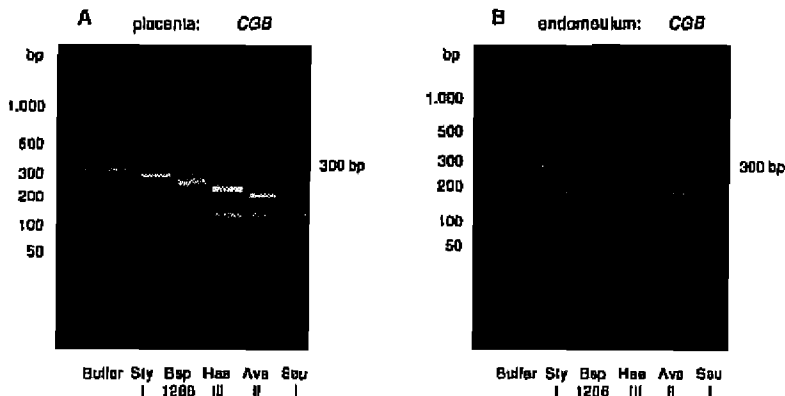 A placenta: CGB
bp
1.000
500
300
200
100
50
300 bp
Buffer Sty Bsp Hae Ava Sau
I 1286 III II I
B endometrium: CGB
bp
1.000
500
300
200
100
50
300 bp
Buffer Sty Bsp Hae Ava Sau
I 1286 III II I